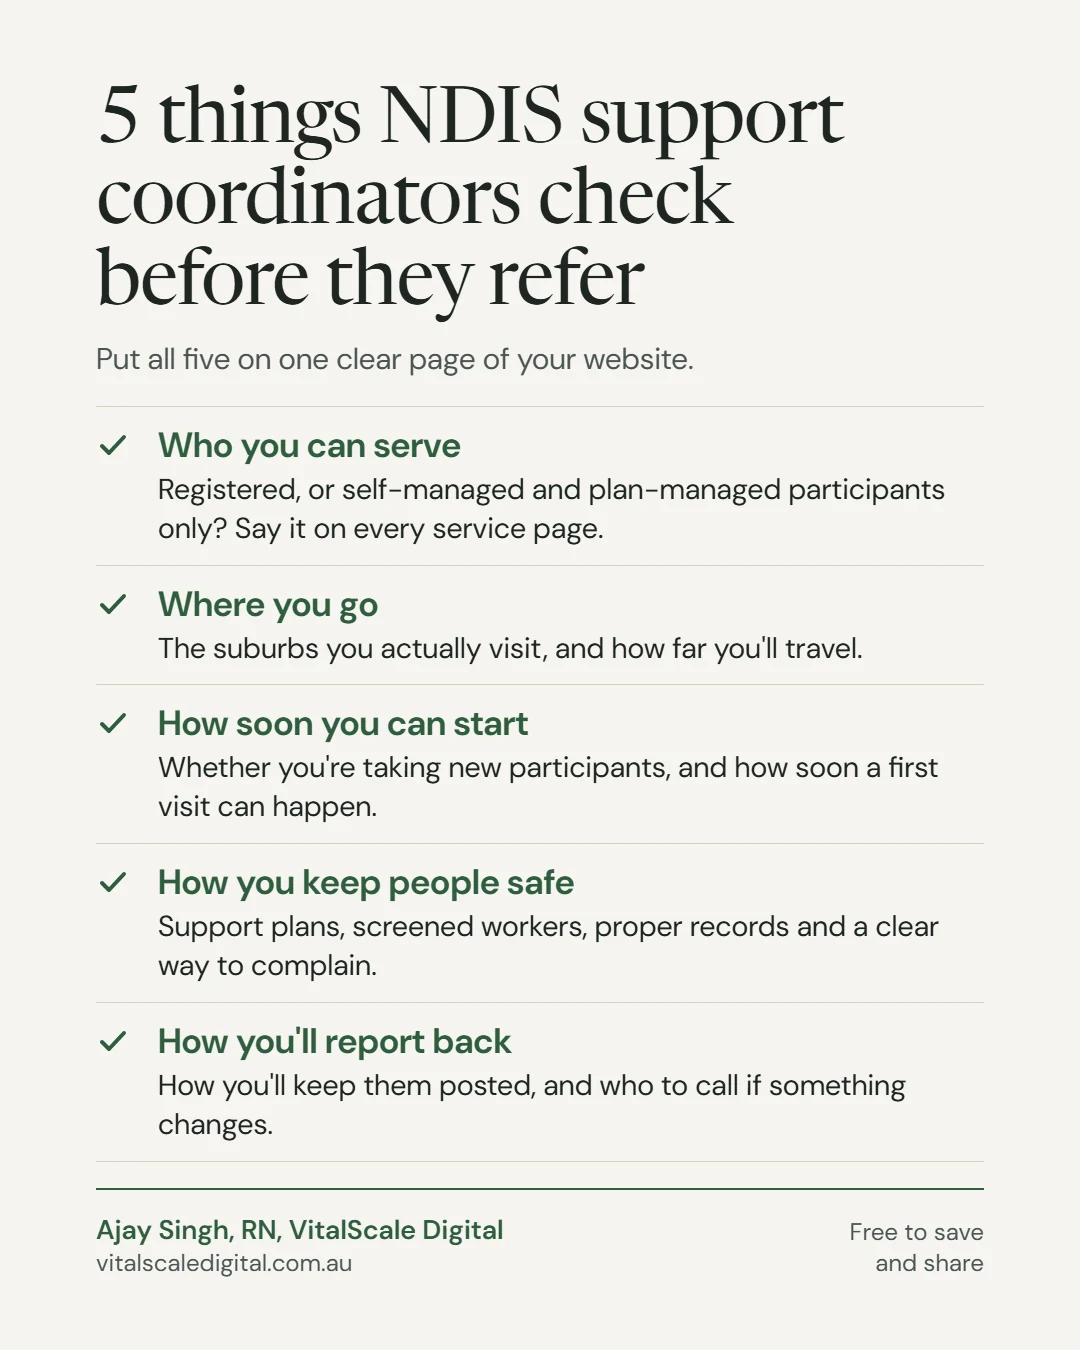 5 things NDIS support
coordinators check
before they refer
Put all five on one clear page of your website.
Who you can serve
Registered, or self-managed and plan-managed participants
only? Say it on every service page.
Where you go
The suburbs you actually visit, and how far you'll travel.
How soon you can start
Whether you're taking new participants, and how soon a first
visit can happen.
How you keep people safe
Support plans, screened workers, proper records and a clear
way to complain.
How you'll report back
How you'll keep them posted, and who to call if something
changes.
Ajay Singh, RN, VitalScale Digital
vitalscaledigital.com.au
Free to save
and share